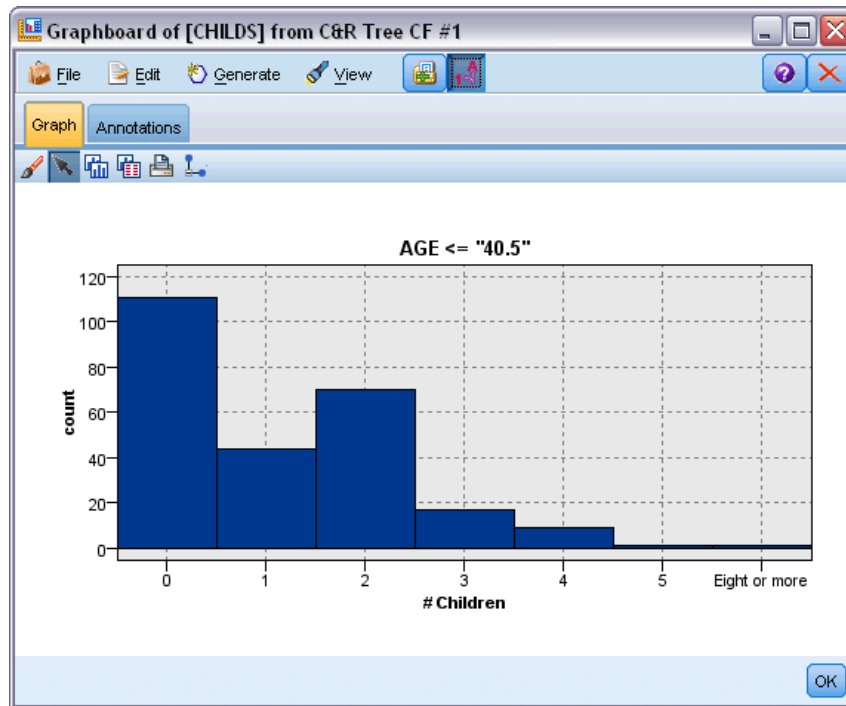 Graphboard of [CHILDS] from C&R Tree CF #1
File Edit Generate View
Graph Annotations
AGE <= "40.5"
120
100
80
60
40
20
0
count
0 1 2 3 4 5 Eight or more
# Children
OK